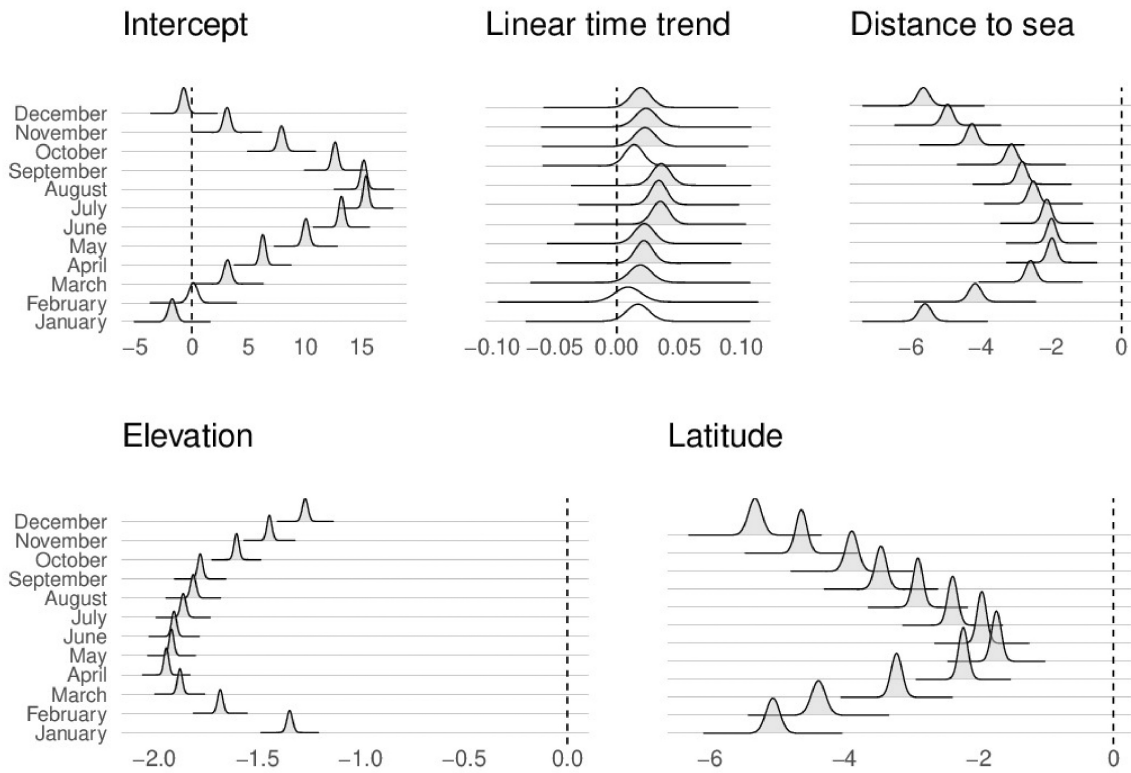 Intercept
Linear time trend
Distance to sea
December
November
October
September
August
July
June
May
April
March
February
January
−5 0 5 10 15
−0.10 −0.05 0.00 0.05 0.10
−6 −4 −2 0
Elevation
Latitude
December
November
October
September
August
July
June
May
April
March
February
January
−2.0 −1.5 −1.0 −0.5 0.0
−6 −4 −2 0